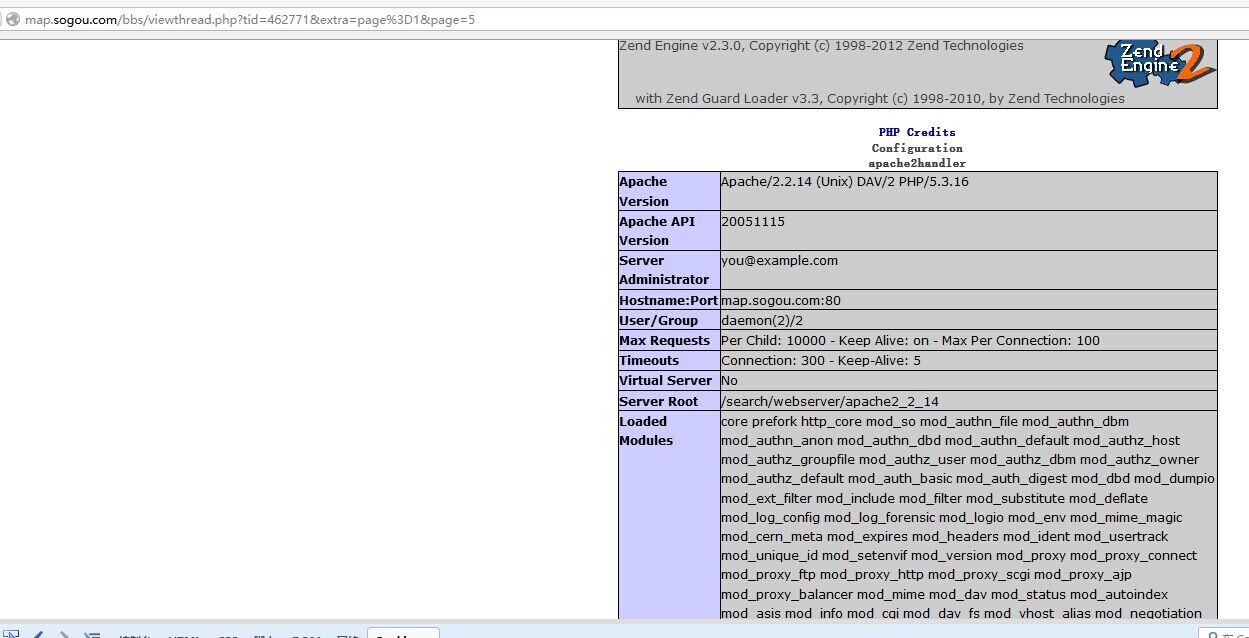 map.sogou.com/bbs/viewthread.php?tid=462771&extra=page%3D1&page=5
Zend Engine v2.3.0, Copyright (c) 1998-2012 Zend Technologies
Zend
Engine 2
with Zend Guard Loader v3.3, Copyright (c) 1998-2010, by Zend Technologies
PHP Credits
Configuration
apache2handler
Apache Version Apache/2.2.14 (Unix) DAV/2 PHP/5.3.16
Apache API Version 20051115
Server Administrator you@example.com
Hostname:Port map.sogou.com:80
User/Group daemon(2)/2
Max Requests Per Child: 10000 - Keep Alive: on - Max Per Connection: 100
Timeouts Connection: 300 - Keep-Alive: 5
Virtual Server No
Server Root /search/webserver/apache2_2_14
Loaded Modules core prefork http_core mod_so mod_authn_file mod_authn_dbm
mod_authn_anon mod_authn_dbd mod_authn_default mod_authz_host
mod_authz_groupfile mod_authz_user mod_authz_dbm mod_authz_owner
mod_authz_default mod_auth_basic mod_auth_digest mod_dbd mod_dumpio
mod_ext_filter mod_include mod_filter mod_substitute mod_deflate
mod_log_config mod_log_forensic mod_logio mod_env mod_mime_magic
mod_cern_meta mod_expires mod_headers mod_ident mod_usertrack
mod_unique_id mod_setenvif mod_version mod_proxy mod_proxy_connect
mod_proxy_ftp mod_proxy_http mod_proxy_scgi mod_proxy_ajp
mod_proxy_balancer mod_mime mod_dav mod_status mod_autoindex
mod_asis mod_info mod_cgi mod_dav_fs mod_vhost_alias mod_negotiation